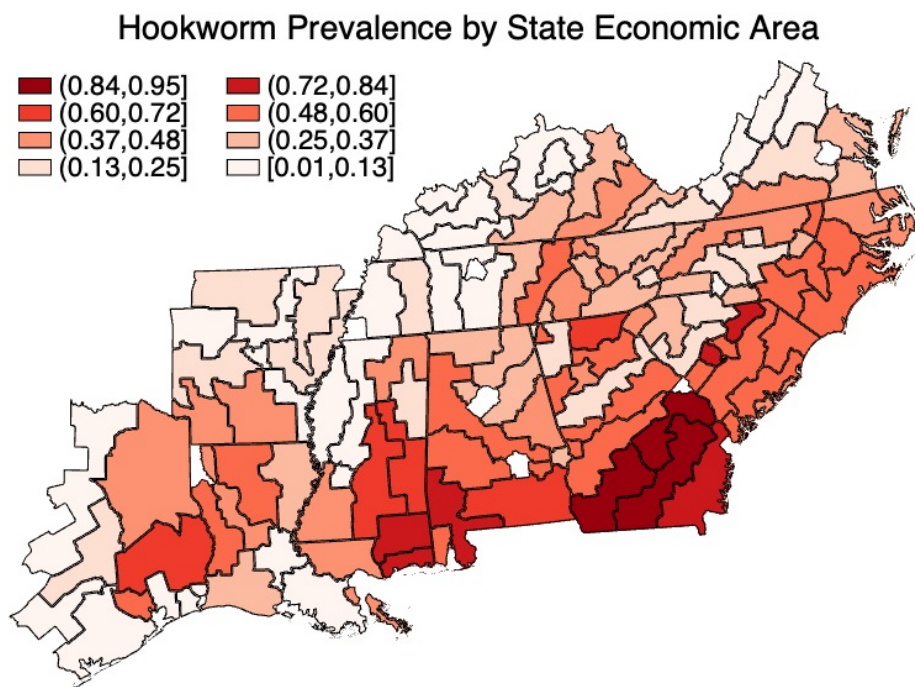 Hookworm Prevalence by State Economic Area
(0.84,0.95] (0.72,0.84]
(0.60,0.72] (0.48,0.60]
(0.37,0.48] (0.25,0.37]
(0.13,0.25] [0.01,0.13]